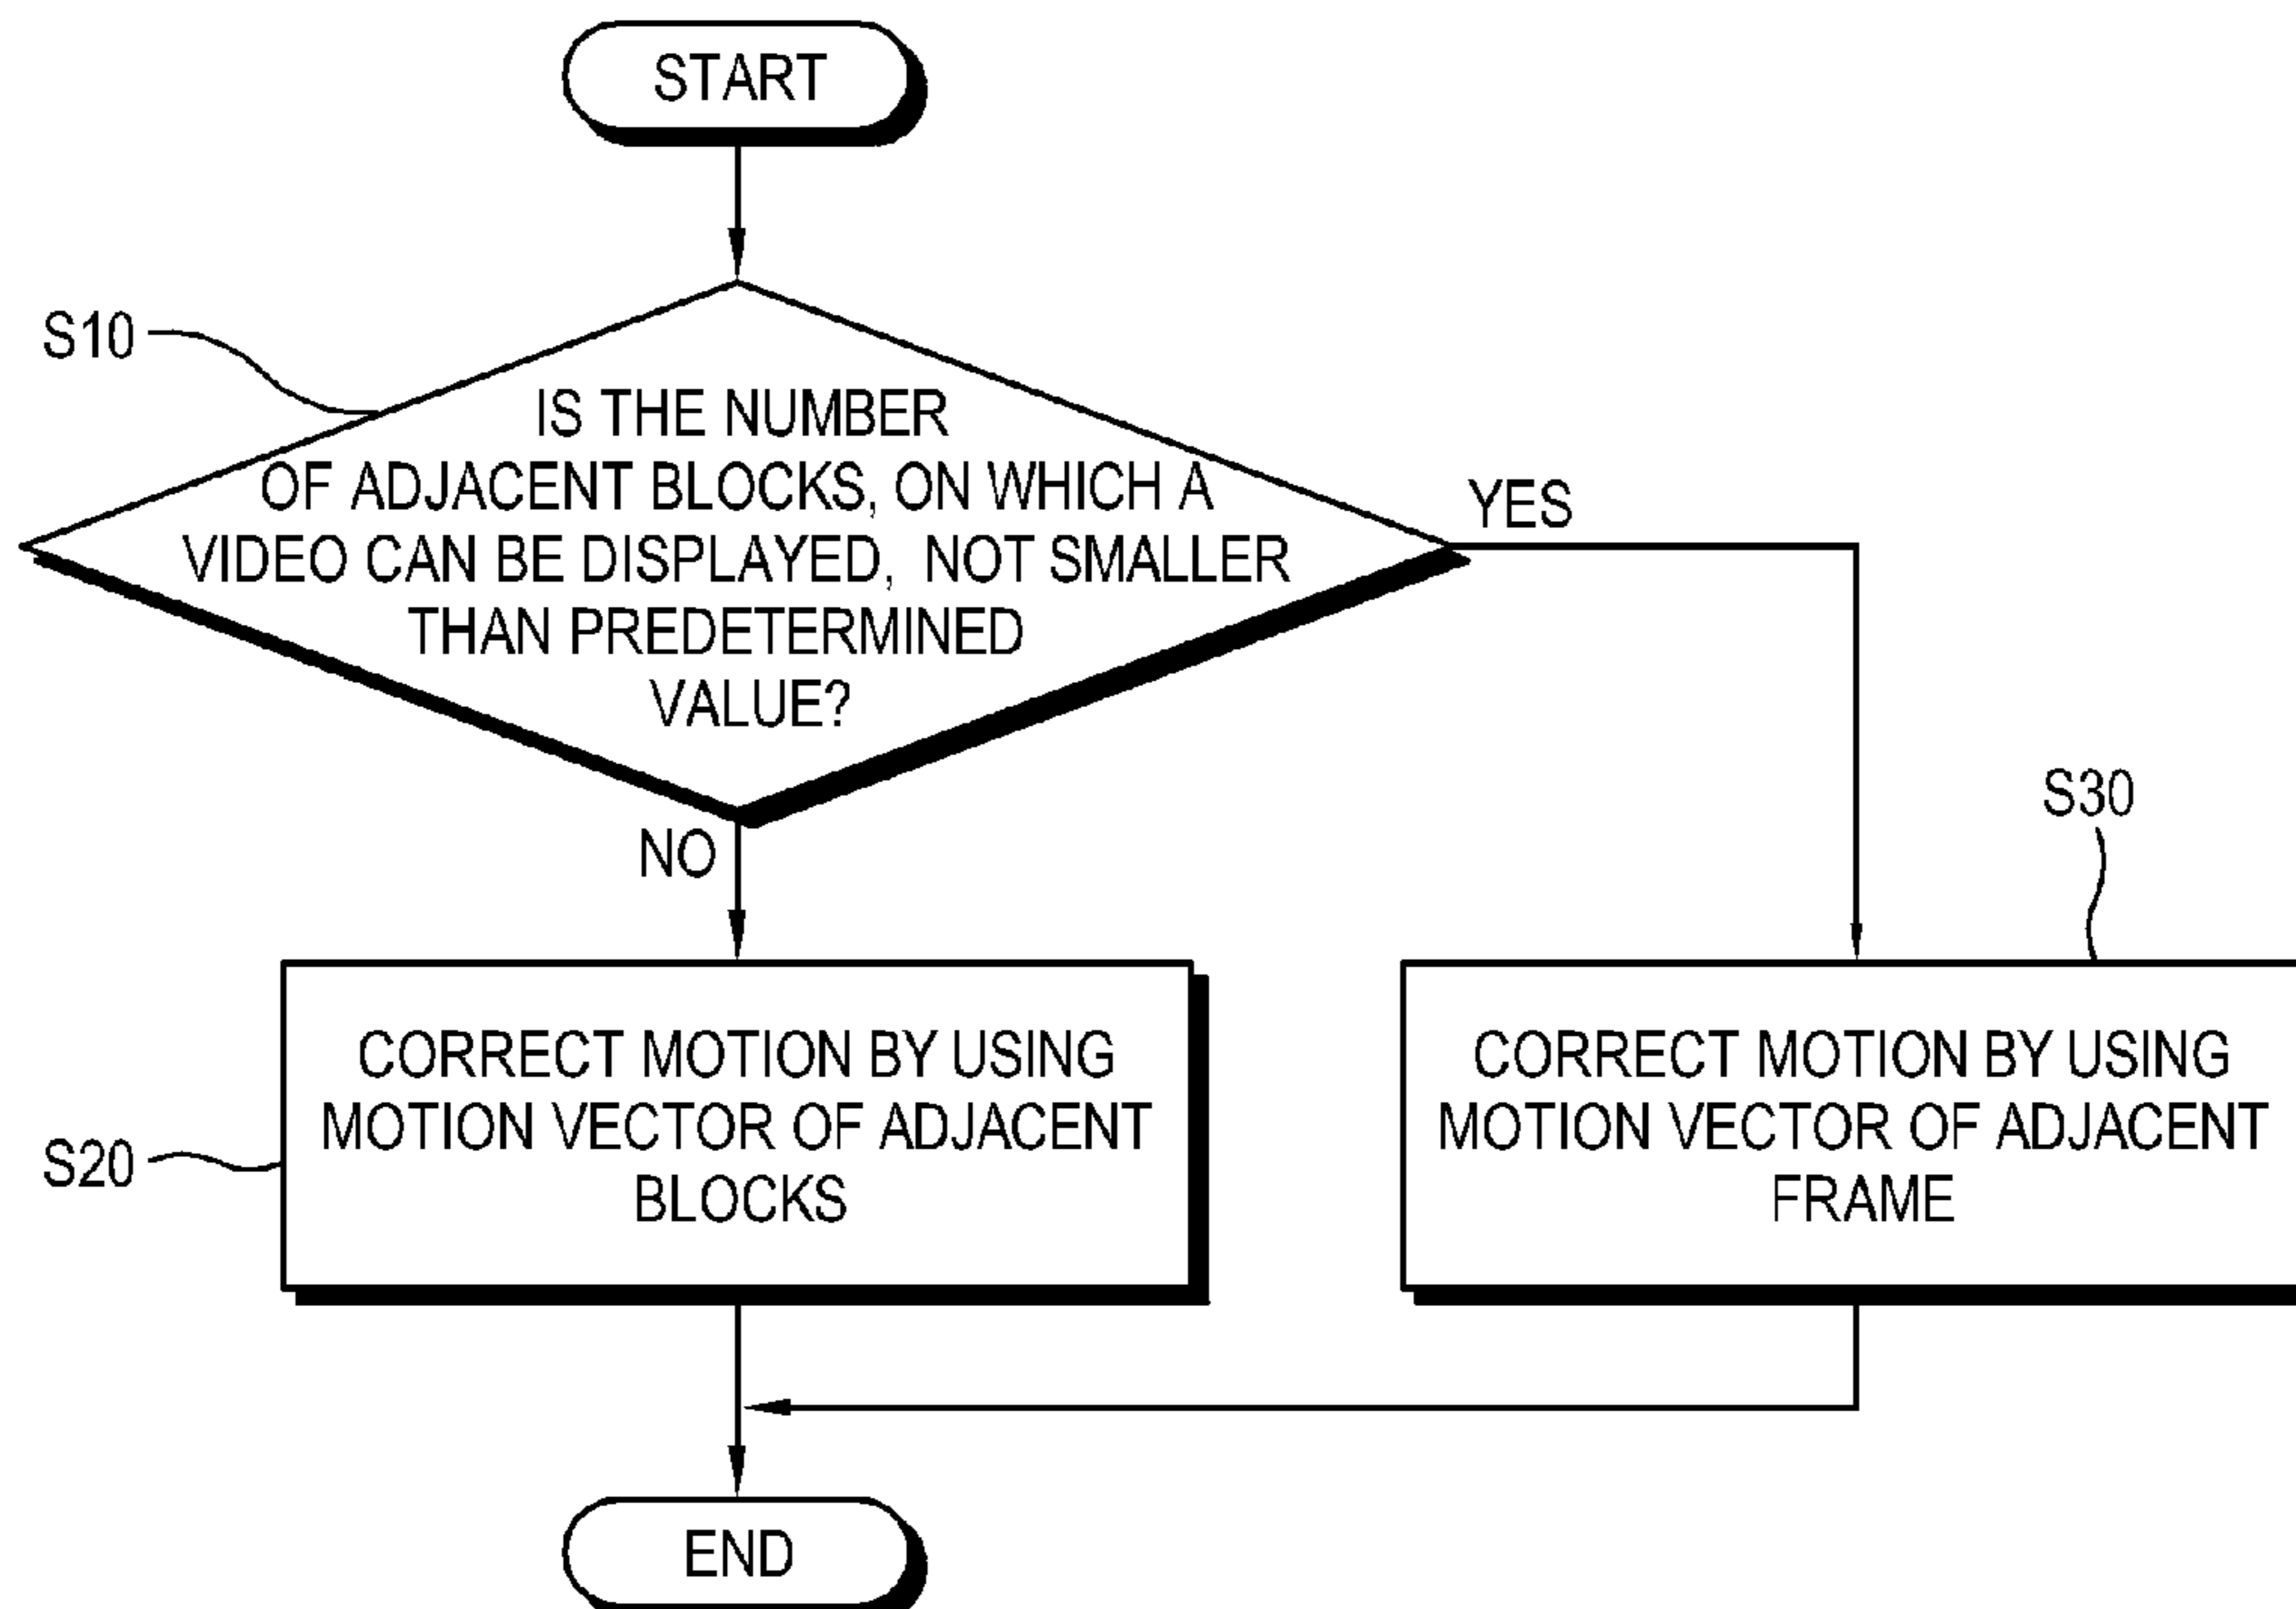 START
S10
IS THE NUMBER
OF ADJACENT BLOCKS, ON WHICH A
VIDEO CAN BE DISPLAYED, NOT SMALLER
THAN PREDETERMINED
VALUE?
YES
NO
S30
CORRECT MOTION BY USING
MOTION VECTOR OF ADJACENT
BLOCKS
S20
CORRECT MOTION BY USING
MOTION VECTOR OF ADJACENT
FRAME
END